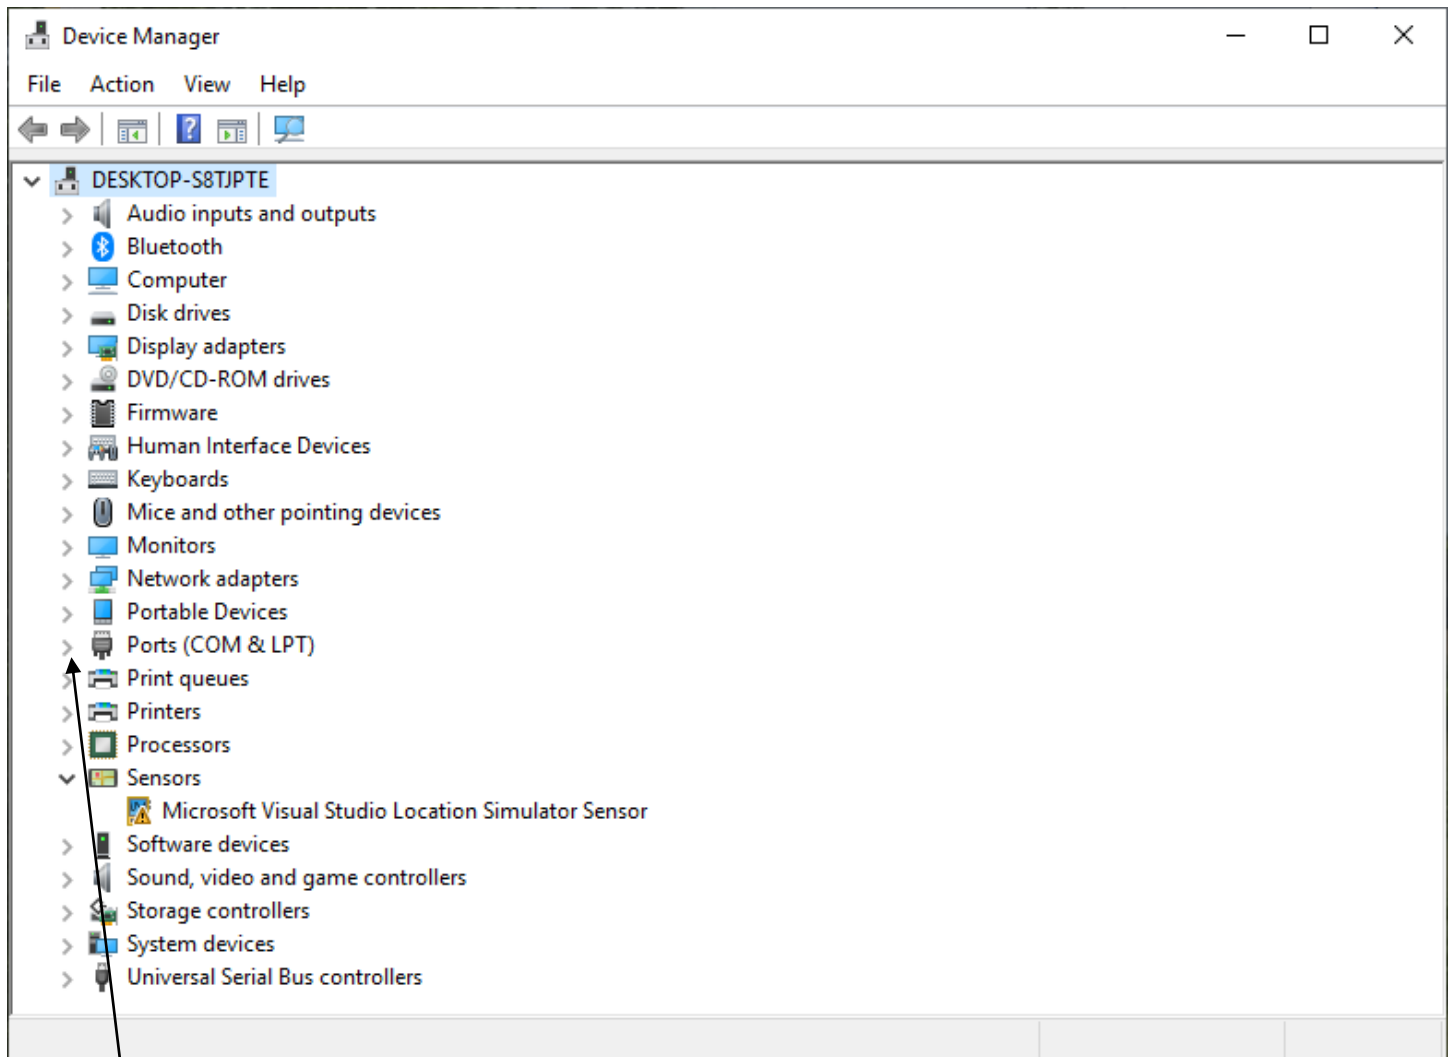 Device Manager
File Action View Help
?
DESKTOP-S8TJPTE
Audio inputs and outputs
Bluetooth
Computer
Disk drives
Display adapters
DVD/CD-ROM drives
Firmware
Human Interface Devices
Keyboards
Mice and other pointing devices
Monitors
Network adapters
Portable Devices
Ports (COM & LPT)
Print queues
Printers
Processors
Sensors
Microsoft Visual Studio Location Simulator Sensor
Software devices
Sound, video and game controllers
Storage controllers
System devices
Universal Serial Bus controllers